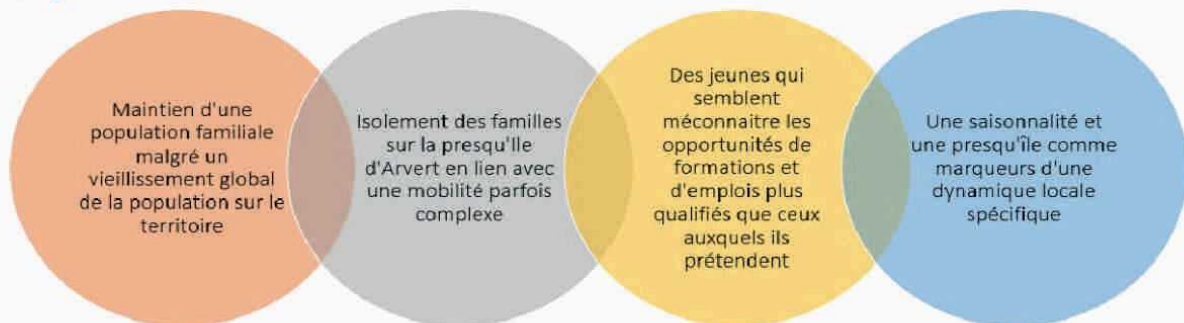 Maintien d'une
population familiale
malgré un
vieillissement global
de la population sur le
territoire
Isolement des familles
sur la presqu'Ile
d'Arvert en lien avec
une mobilité parfois
complexe
Des jeunes qui
semblent
méconnaitre les
opportunités de
formations et
d'emplois plus
qualifiés que ceux
auxquels ils
prétendent
Une saisonnalité et
une presqu'île comme
marqueurs d'une
dynamique locale
spécifique